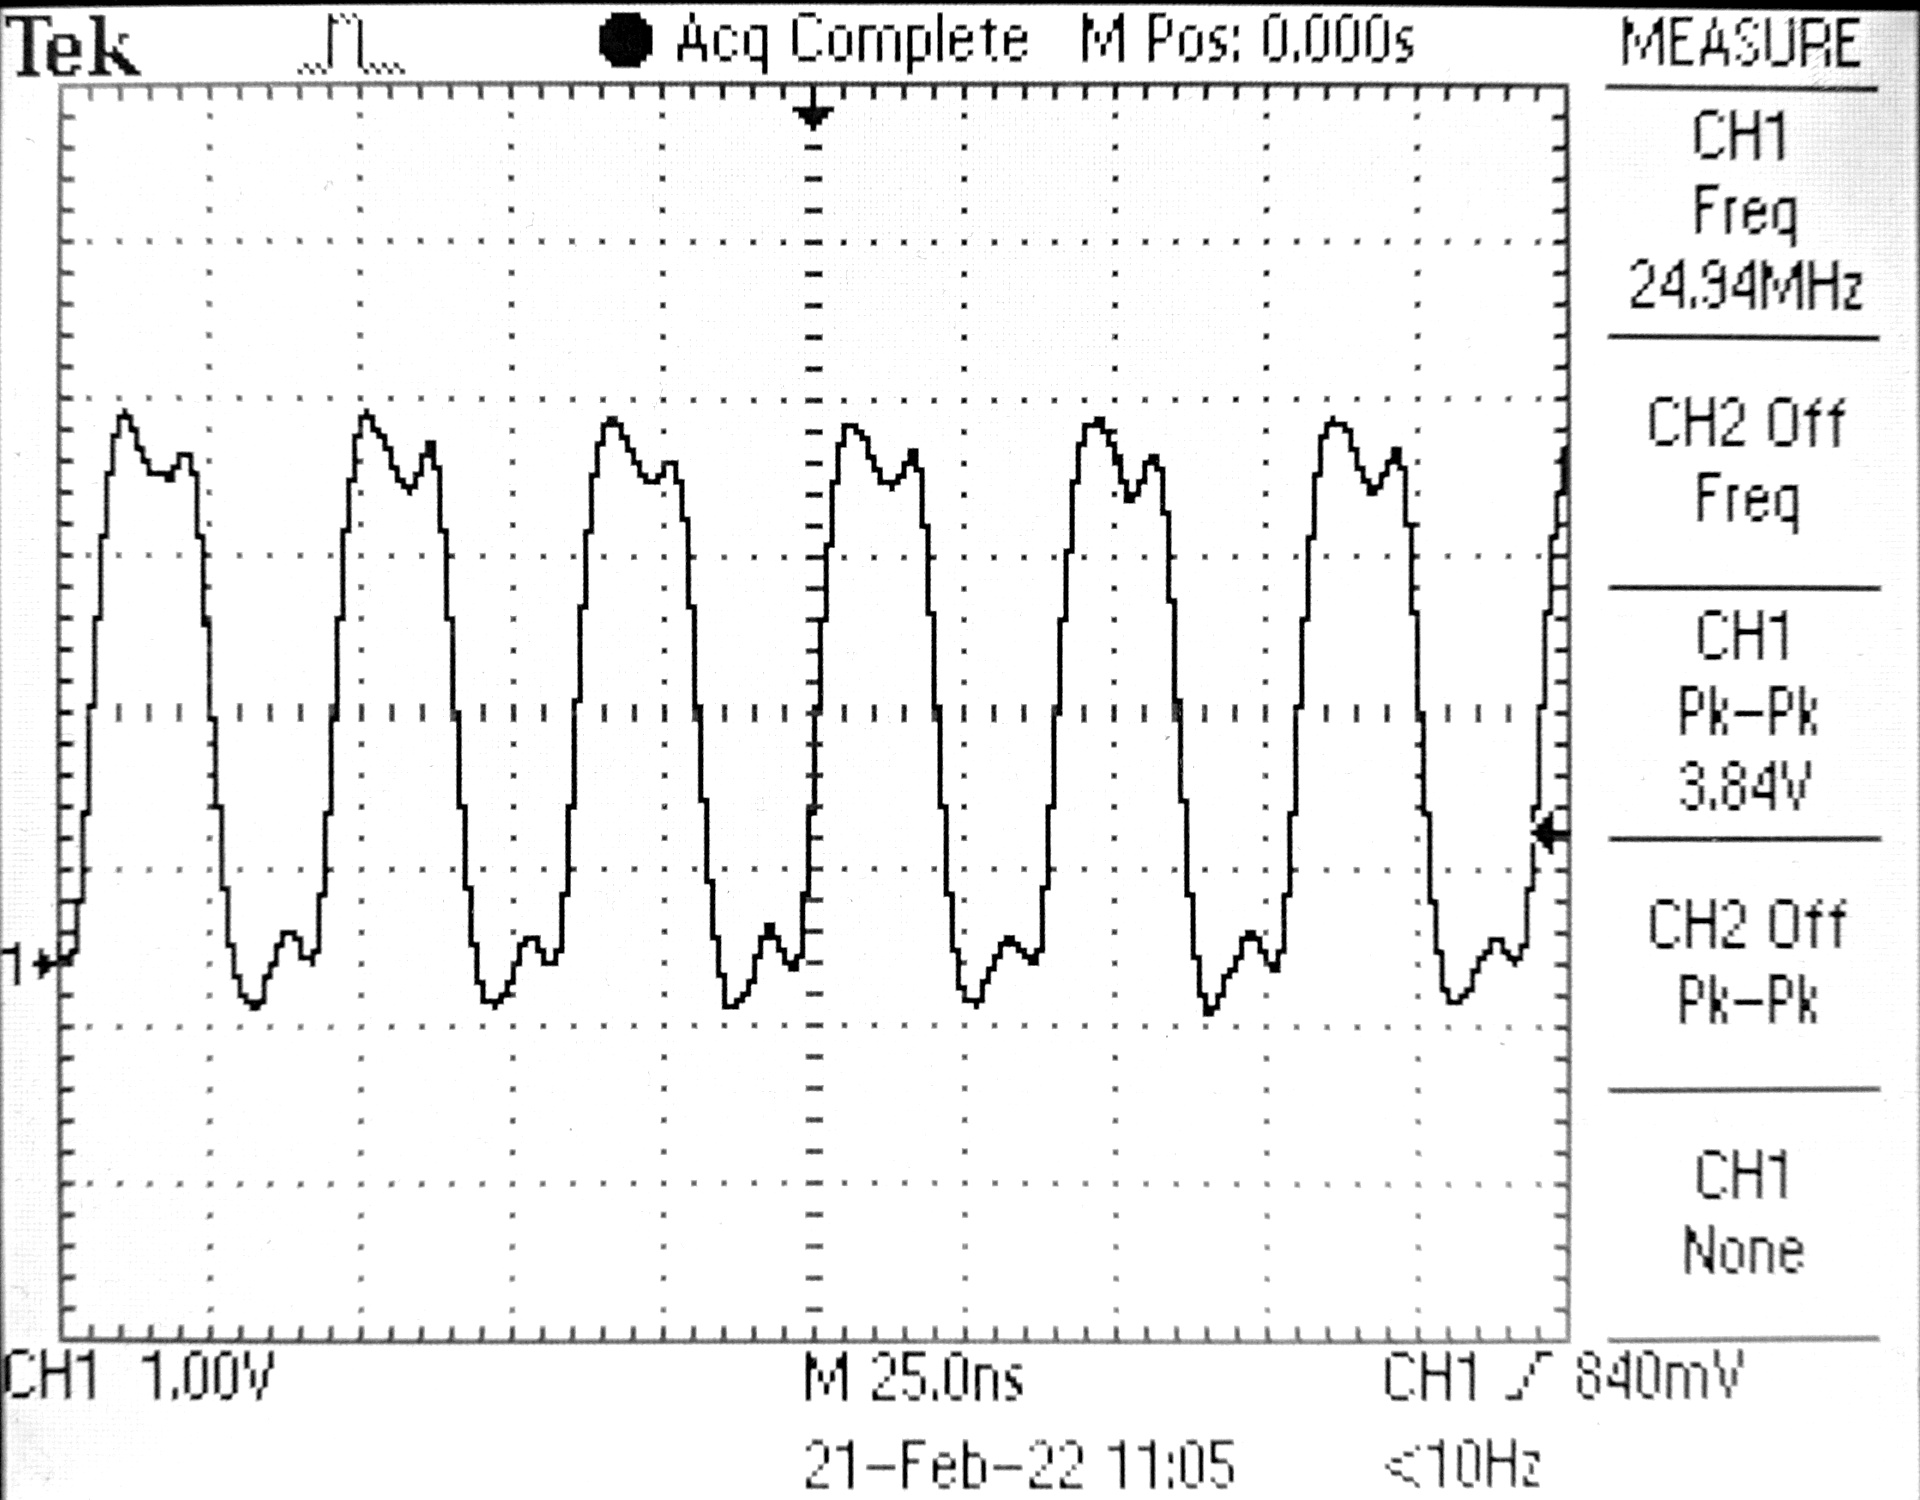 Tek ● Acq Complete M Pos: 0.000s MEASURE
CH1
Freq
24.94MHz
CH2 Off
Freq
CH1
Pk-Pk
3.84V
CH2 Off
Pk-Pk
CH1
None
1
CH1 1.00V M 25.0ns CH1 840mV
21-Feb-22 11:05 <10Hz